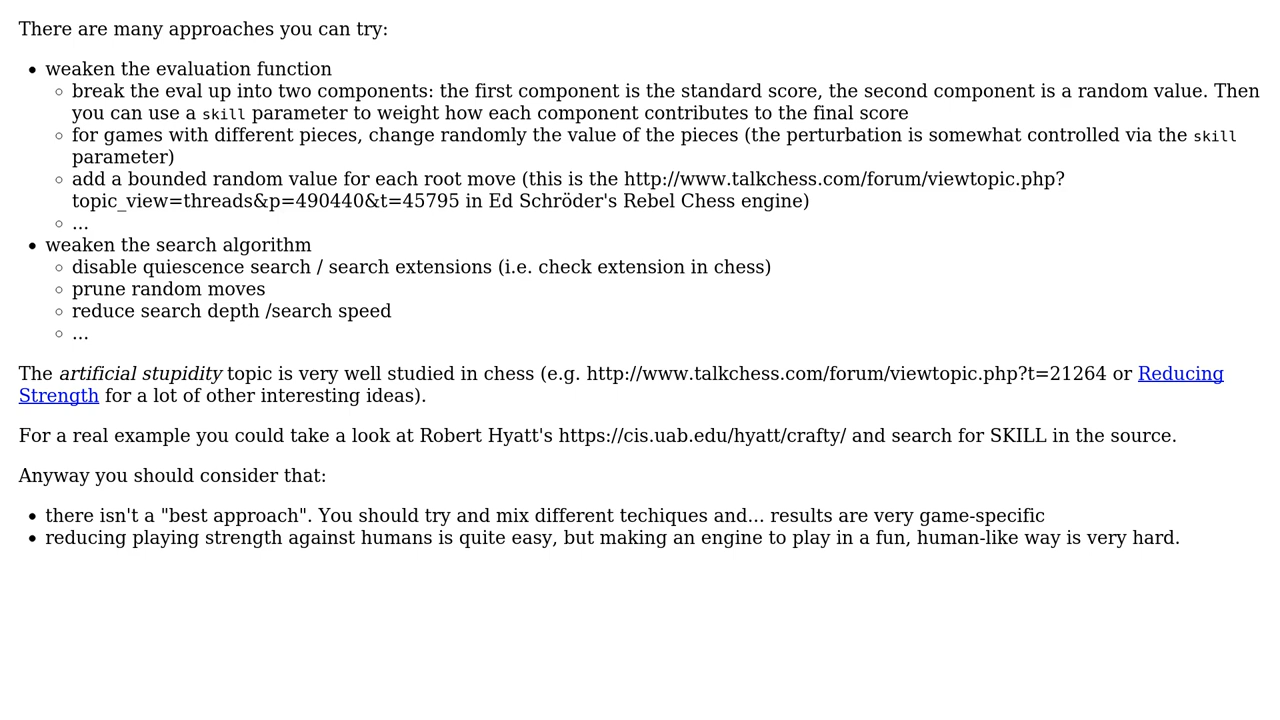 There are many approaches you can try:
weaken the evaluation function
break the eval up into two components: the first component is the standard score, the second component is a random value. Then
you can use a skill parameter to weight how each component contributes to the final score
for games with different pieces, change randomly the value of the pieces (the perturbation is somewhat controlled via the skill
parameter)
add a bounded random value for each root move (this is the http://www.talkchess.com/forum/viewtopic.php?
topic_view=threads&p=490440&t=45795 in Ed Schröder's Rebel Chess engine)
...
weaken the search algorithm
disable quiescence search / search extensions (i.e. check extension in chess)
prune random moves
reduce search depth /search speed
...
The artificial stupidity topic is very well studied in chess (e.g. http://www.talkchess.com/forum/viewtopic.php?t=21264 or Reducing
Strength for a lot of other interesting ideas).
For a real example you could take a look at Robert Hyatt's https://cis.uab.edu/hyatt/crafty/ and search for SKILL in the source.
Anyway you should consider that:
there isn't a "best approach". You should try and mix different techiques and... results are very game-specific
reducing playing strength against humans is quite easy, but making an engine to play in a fun, human-like way is very hard.